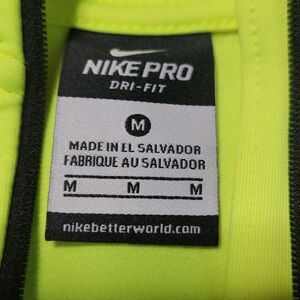 NIKE PRO
DRI-FIT
M
MADE IN EL SALVADOR
FABRIQUE AU SALVADOR
M M M
nikebetterworld.com